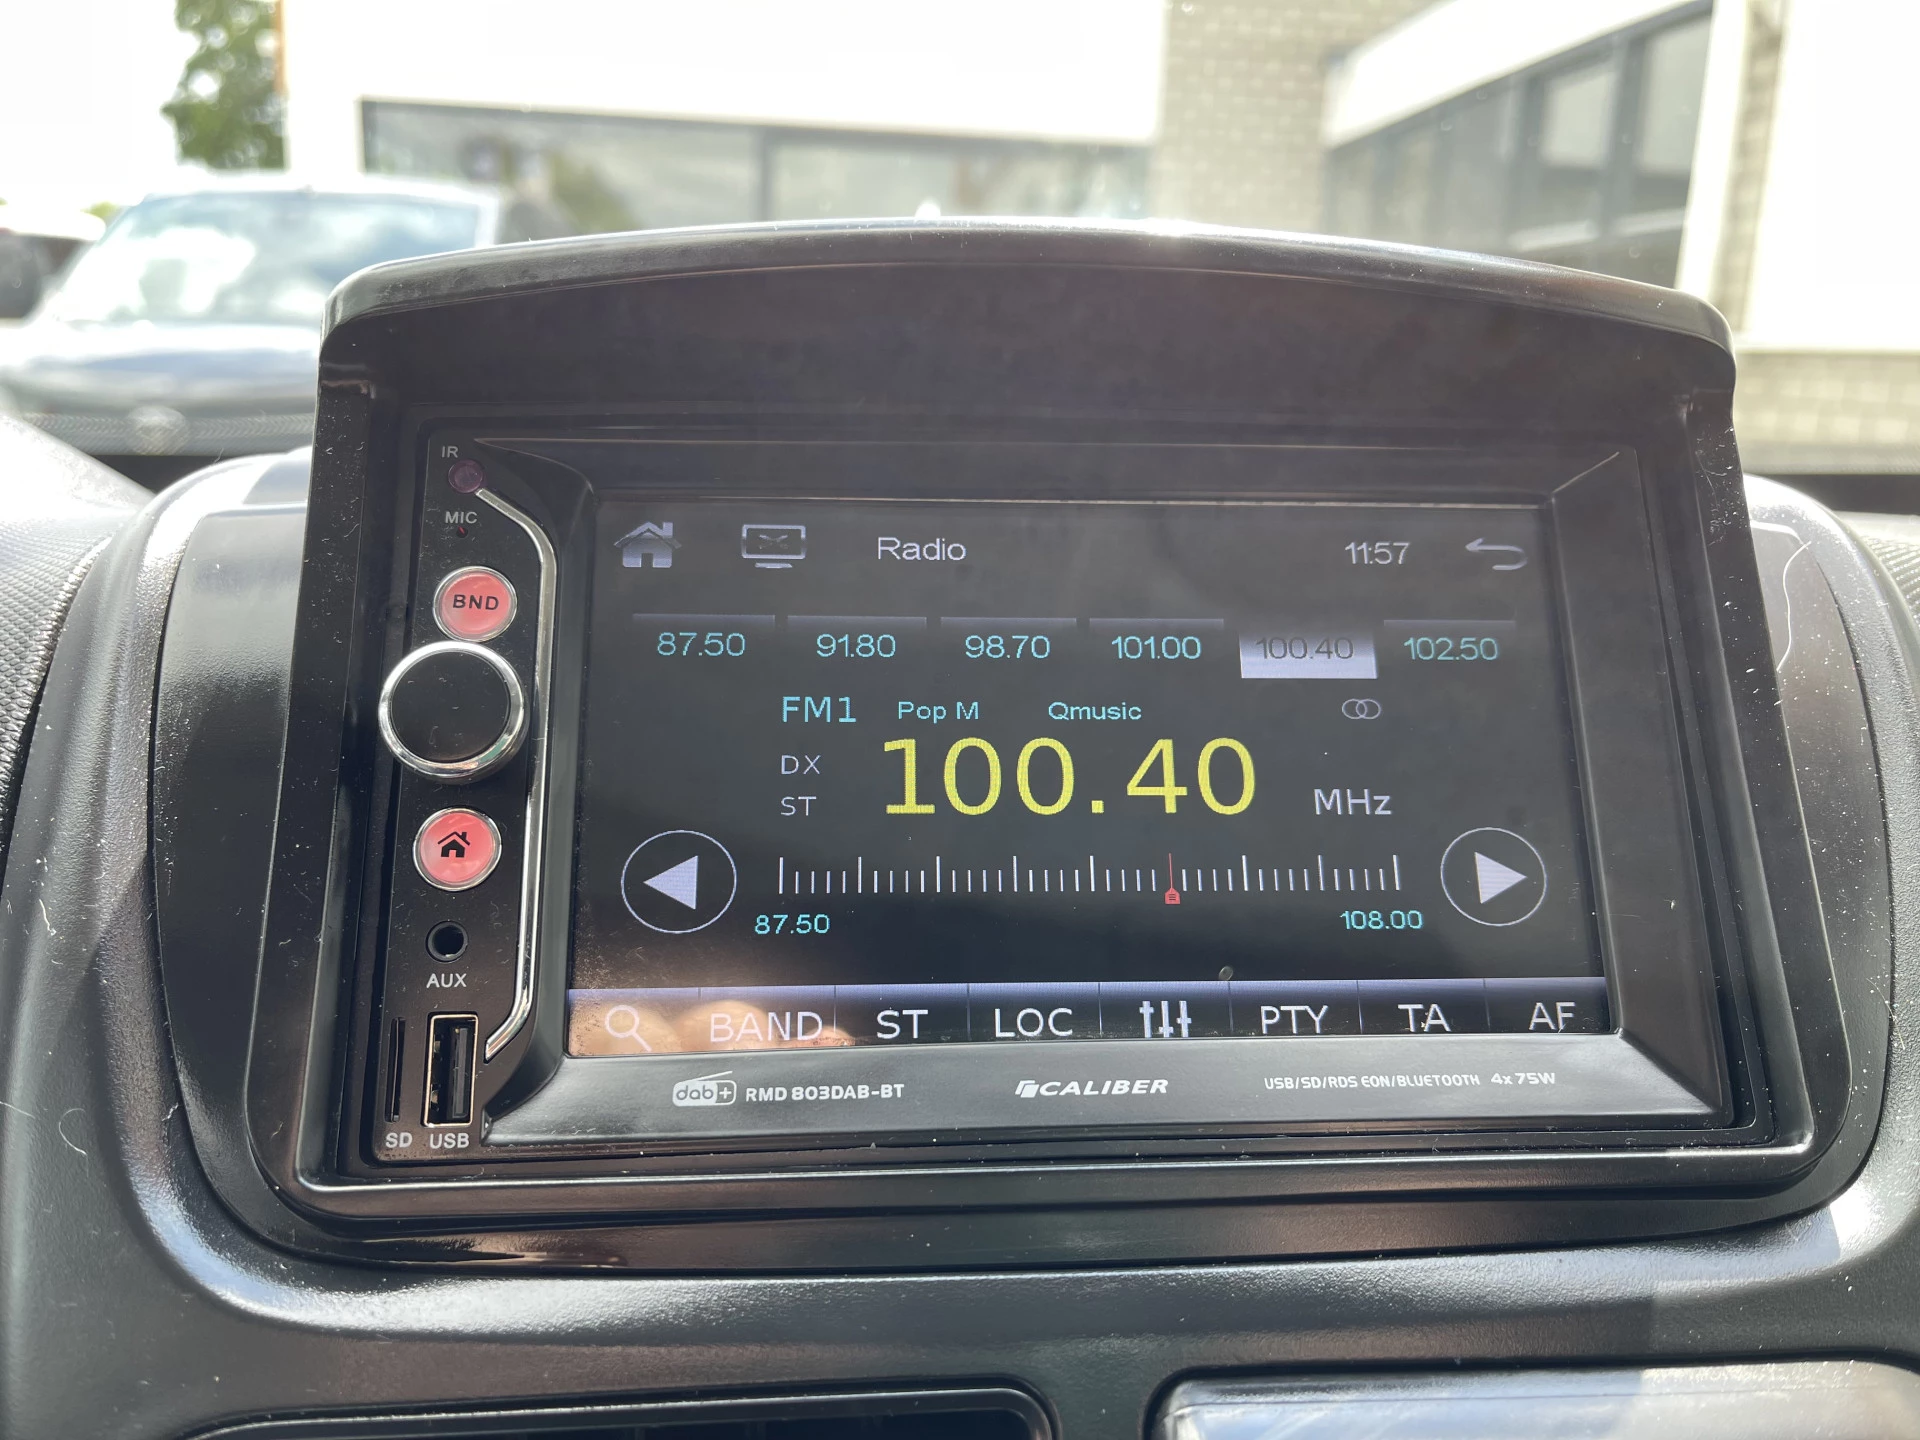 IR
MIC
BND
AUX
SD USB
Radio 11:57
87.50 91.80 98.70 101.00 100.40 102.50
FM1 Pop M Qmusic
DX
ST
100.40 MHz
87.50 108.00
BAND ST LOC PTY TA AF
dab+ RMD 803DAB-BT CALIBER USB/SD/RDS EON/BLUETOOTH 4x75W